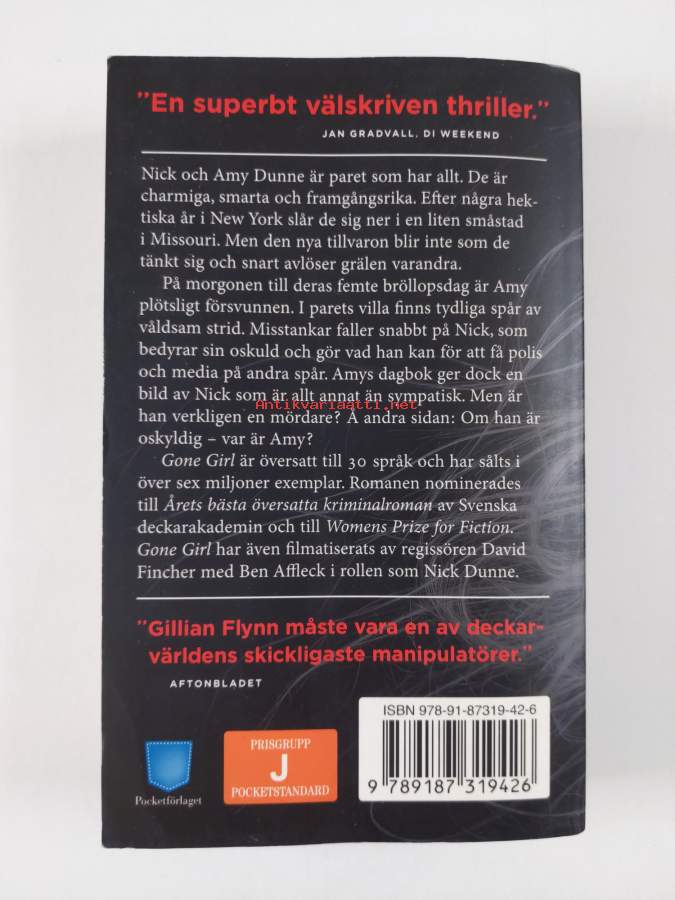 ”En superbt välskriven thriller.”
JAN GRADVALL, DI WEEKEND
Nick och Amy Dunne är paret som har allt. De är
charmiga, smarta och framgångsrika. Efter några hek-
tiska år i New York slår de sig ner i en liten småstad
i Missouri. Men den nya tillvaron blir inte som de
tänkt sig och snart avlöser grälen varandra.
På morgonen till deras femte bröllopsdag är Amy
plötsligt försvunnen. I parets villa finns tydliga spår av
våldsam strid. Misstankar faller snabbt på Nick, som
bedyrar sin oskuld och gör vad han kan för att få polis
och media på andra spår. Amys dagbok ger dock en
bild av Nick som är allt annat än sympatisk. Men är
Antikvariaatti.net
han verkligen en mördare? Å andra sidan: Om han är
oskyldig – var är Amy?
Gone Girl är översatt till 30 språk och har sålts i
över sex miljoner exemplar. Romanen nominerades
till Årets bästa översatta kriminalroman av Svenska
deckarakademin och till Womens Prize for Fiction.
Gone Girl har även filmatiserats av regissören David
Fincher med Ben Affleck i rollen som Nick Dunne.
”Gillian Flynn måste vara en av deckar-
världens skickligaste manipulatörer.”
AFTONBLADET
ISBN 978-91-87319-42-6
9 789187 319426
PRISGRUPP
J
POCKETSTANDARD
Pocketförlaget